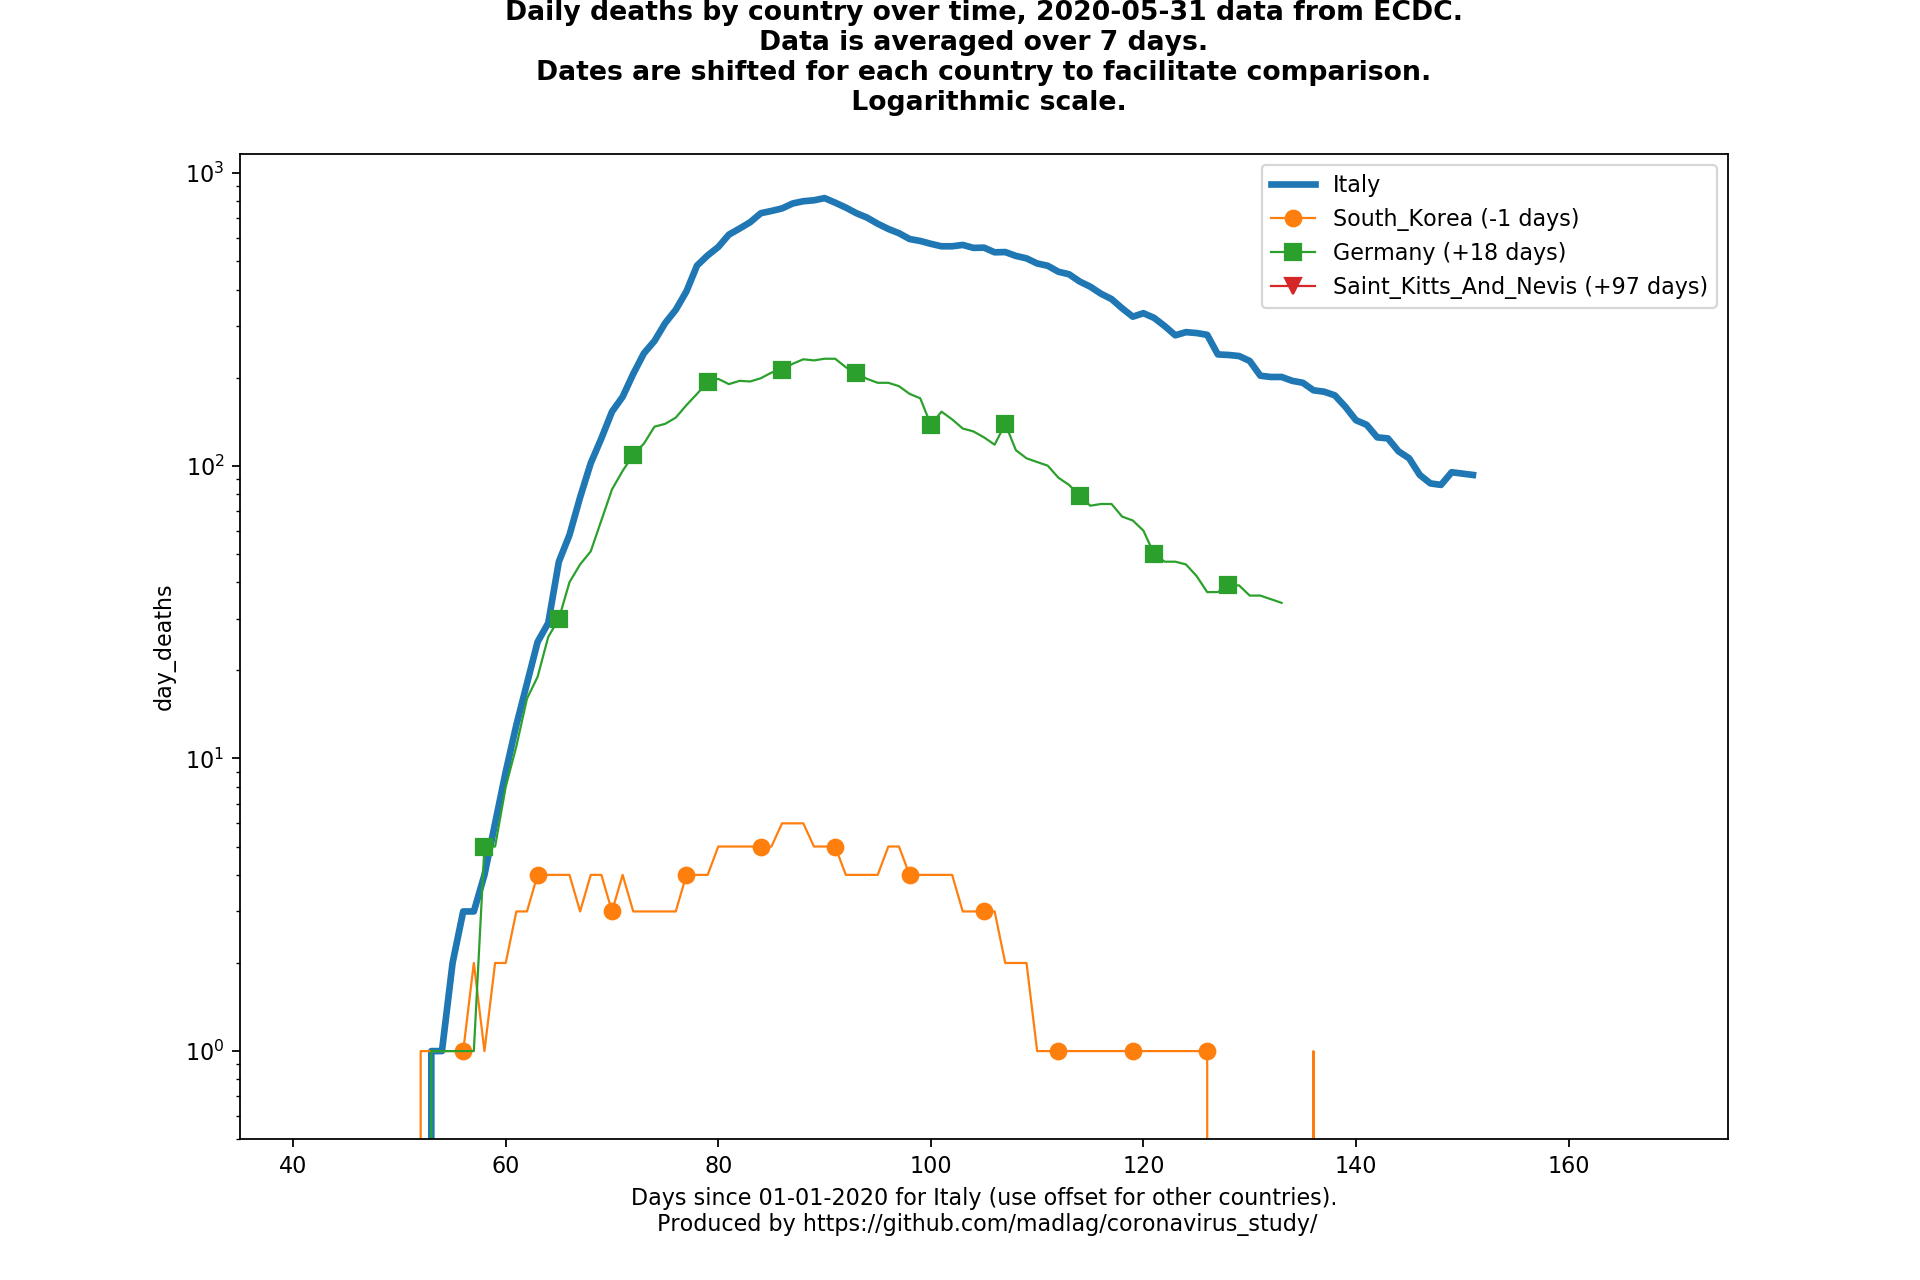 Daily deaths by country over time, 2020-05-31 data from ECDC.
Data is averaged over 7 days.
Dates are shifted for each country to facilitate comparison.
Logarithmic scale.
10³
10²
10¹
10⁰
day_deaths
Italy
South_Korea (-1 days)
Germany (+18 days)
Saint_Kitts_And_Nevis (+97 days)
40 60 80 100 120 140 160
Days since 01-01-2020 for Italy (use offset for other countries).
Produced by https://github.com/madlag/coronavirus_study/